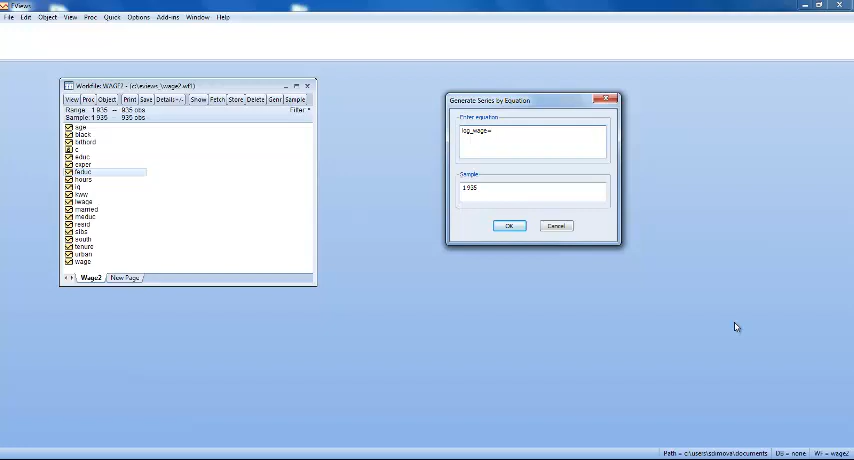 EViews
File Edit Object View Proc Quick Options Add-ins Window Help
Workfile: WAGE2 - (c:\eviews_\wage2.wf1)
View Proc Object Print Save Details+/- Show Fetch Store Delete Genr Sample
Range: 1 935 -- 935 obs Filter: *
Sample: 1 935 -- 935 obs
age
black
brthord
c
educ
exper
feduc
hours
iq
kww
lwage
married
meduc
resid
sibs
south
tenure
urban
wage
Wage2 New Page
Generate Series by Equation
Enter equation
log_wage=
Sample
1 935
OK Cancel
Path = c:\users\sdimova\documents DB = none WF = wage2